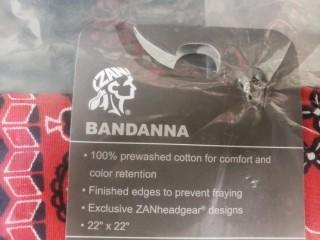 ZAN
®
BANDANNA
• 100% prewashed cotton for comfort and
color retention
• Finished edges to prevent fraying
• Exclusive ZANheadgear® designs
• 22" x 22"